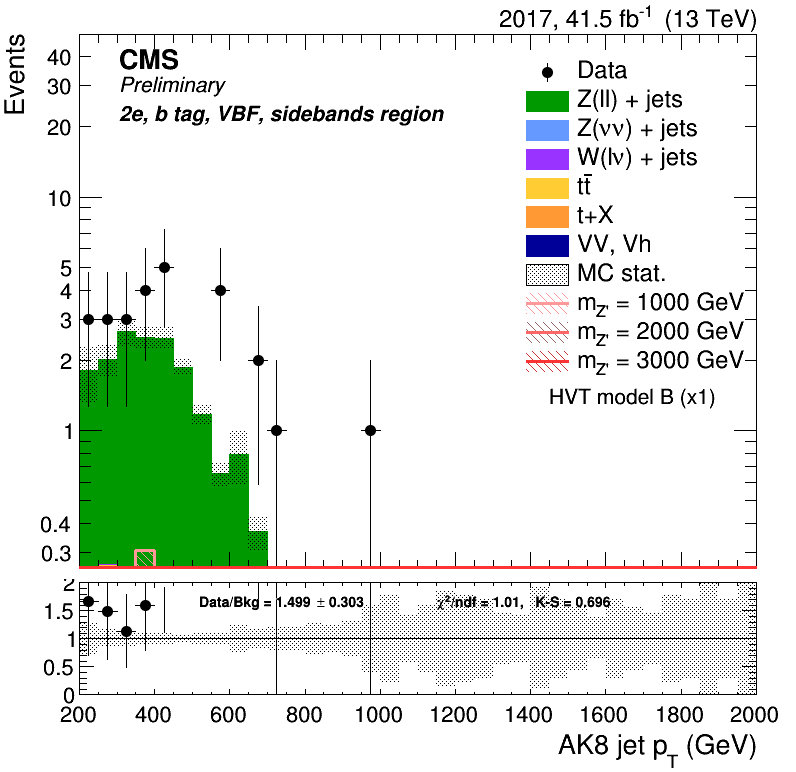 2017, 41.5 fb⁻¹ (13 TeV)
Events
CMS
Preliminary
2e, b tag, VBF, sidebands region
Data
Z(ll) + jets
Z(νν) + jets
W(lν) + jets
tt̄
t+X
VV, Vh
MC stat.
m_Z' = 1000 GeV
m_Z' = 2000 GeV
m_Z' = 3000 GeV
HVT model B (x1)
40
30
20
10
5
4
3
2
1
0.4
0.3
Data/Bkg = 1.499 ± 0.303
χ²/ndf = 1.01, K-S = 0.696
2
1.5
1
0.5
0
200 400 600 800 1000 1200 1400 1600 1800 2000
AK8 jet p_T (GeV)